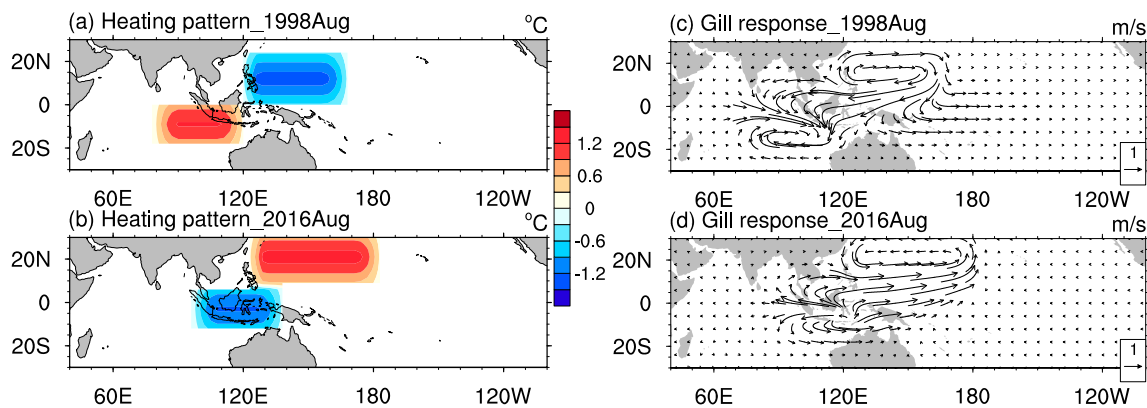 (a) Heating pattern_1998Aug °C
20N
0
20S
60E 120E 180 120W
(b) Heating pattern_2016Aug °C
20N
0
20S
60E 120E 180 120W
1.2
0.6
0
-0.6
-1.2
(c) Gill response_1998Aug m/s
20N
0
20S
1
60E 120E 180 120W
(d) Gill response_2016Aug m/s
20N
0
20S
1
60E 120E 180 120W